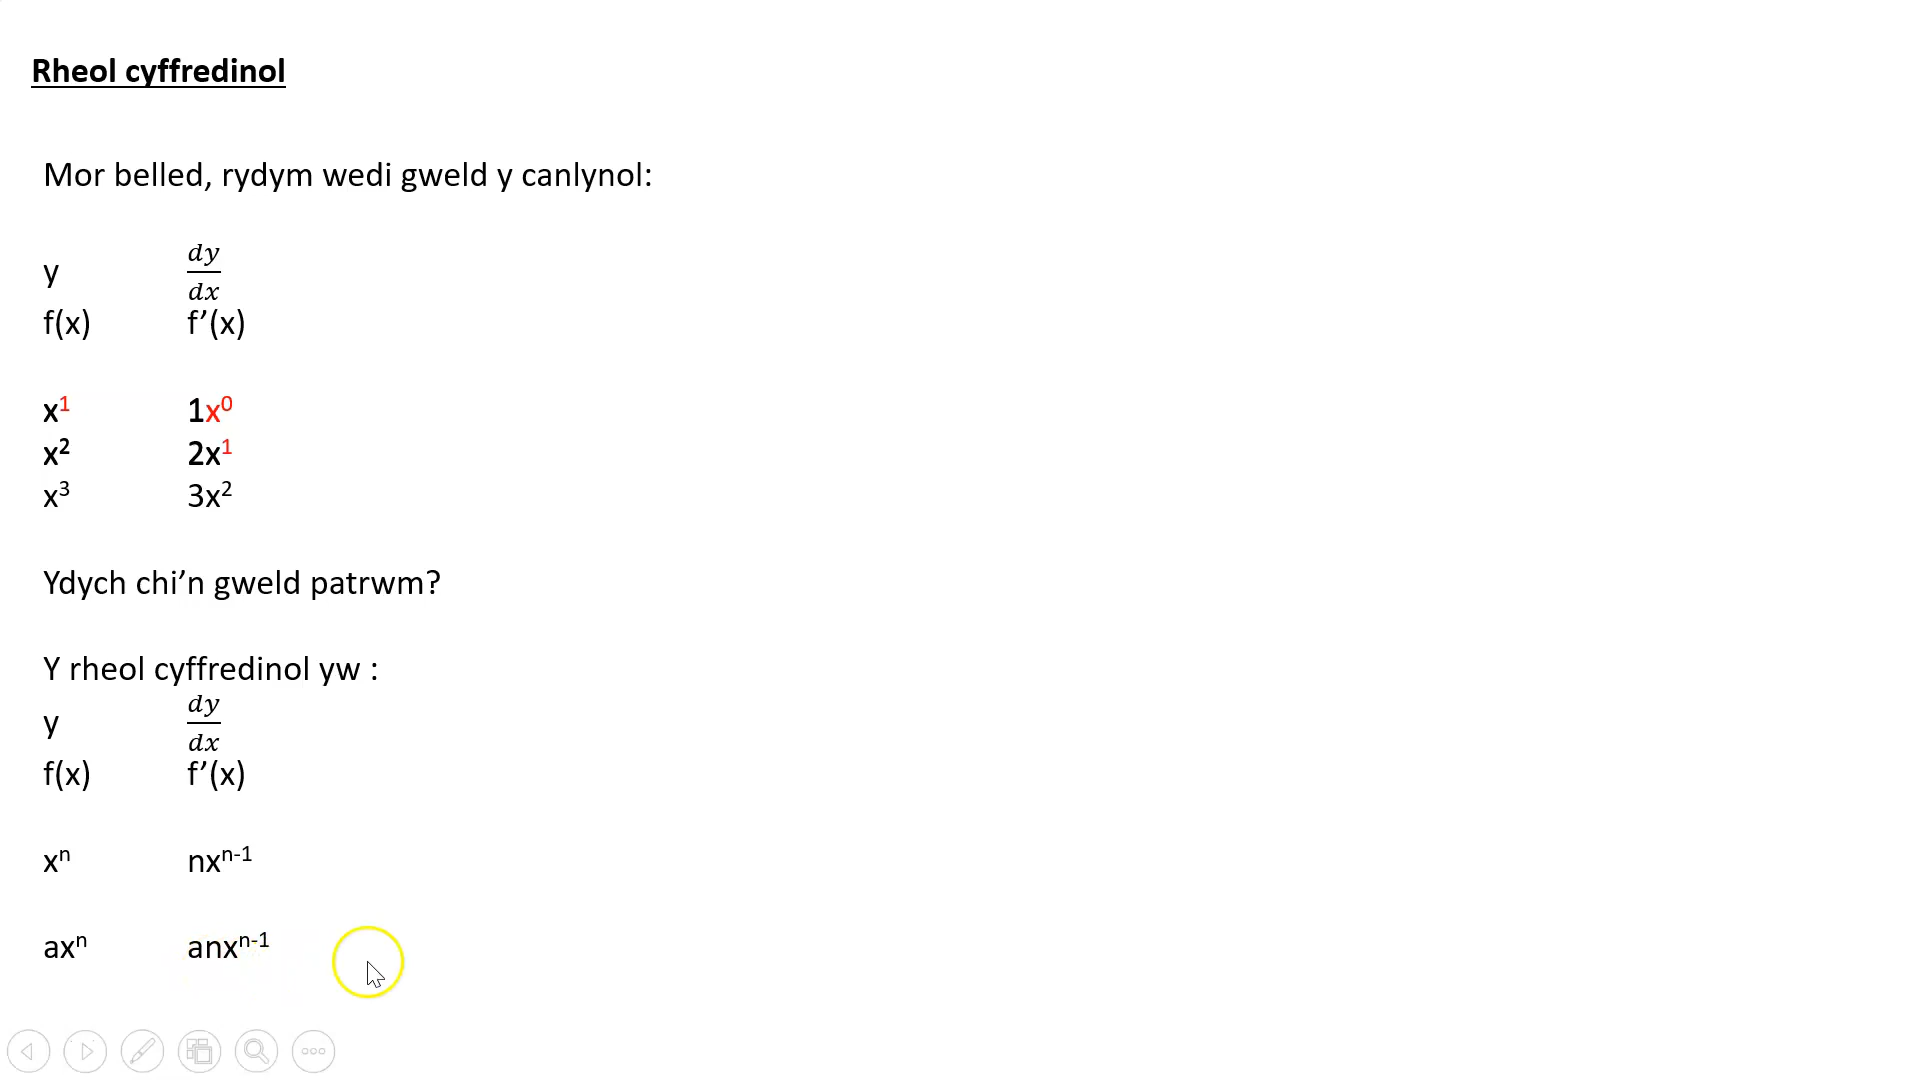 Rheol cyffredinol
Mor belled, rydym wedi gweld y canlynol:
y dy/dx
f(x) f’(x)
x¹ 1x⁰
x² 2x¹
x³ 3x²
Ydych chi’n gweld patrwm?
Y rheol cyffredinol yw :
y dy/dx
f(x) f’(x)
xⁿ nxⁿ⁻¹
axⁿ anxⁿ⁻¹